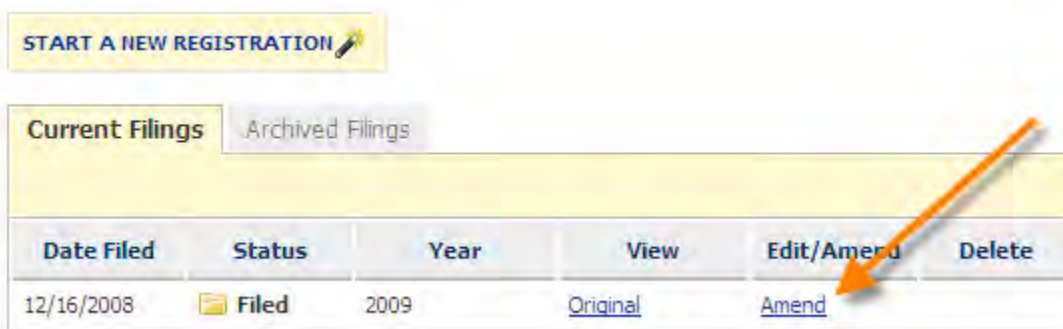 START A NEW REGISTRATION
Current Filings Archived Filings
Date Filed Status Year View Edit/Amend Delete
12/16/2008 Filed 2009 Original Amend